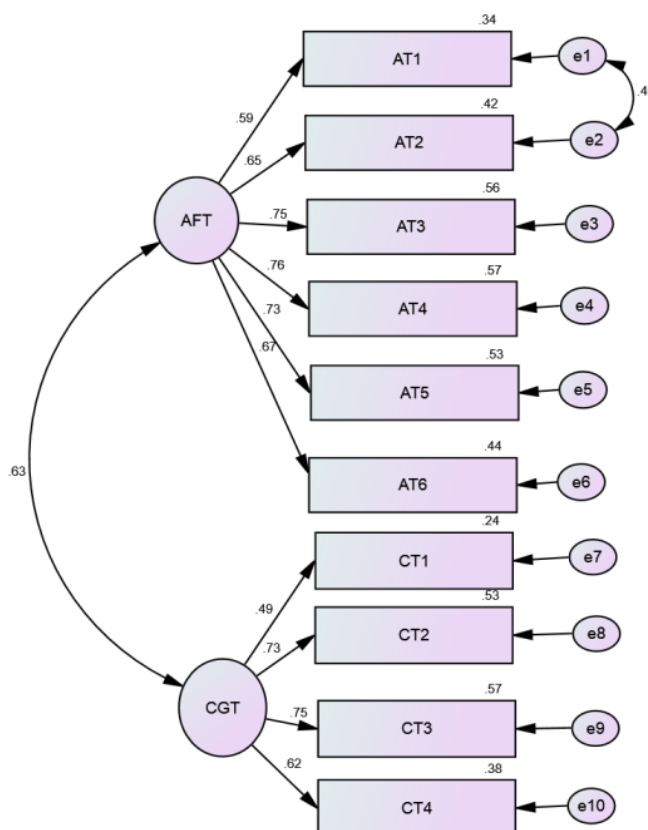 .34
AT1
e1
.4
.59
.42
AT2
e2
.65
.56
AT3
e3
.75
AFT
.57
AT4
e4
.76
.73
.53
AT5
e5
.67
.44
AT6
e6
.63
.24
CT1
e7
.49
.53
CT2
e8
.73
CGT
.57
CT3
e9
.75
.62
.38
CT4
e10